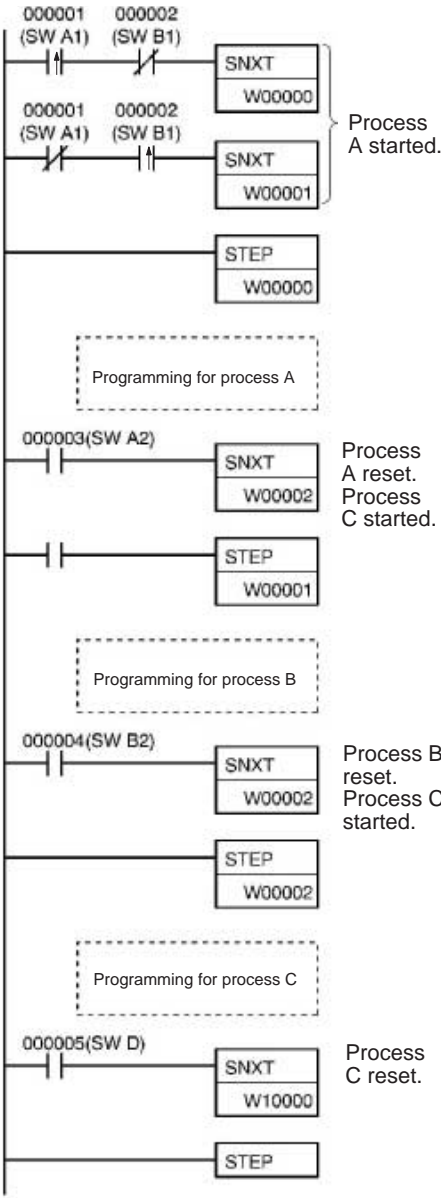 000001 000002
(SW A1) (SW B1)
SNXT
W00000
000001 000002
(SW A1) (SW B1)
SNXT
W00001
Process
A started.
STEP
W00000
Programming for process A
000003(SW A2)
SNXT
W00002
Process
A reset.
Process
C started.
STEP
W00001
Programming for process B
000004(SW B2)
SNXT
W00002
Process B
reset.
Process C
started.
STEP
W00002
Programming for process C
000005(SW D)
SNXT
W10000
Process
C reset.
STEP